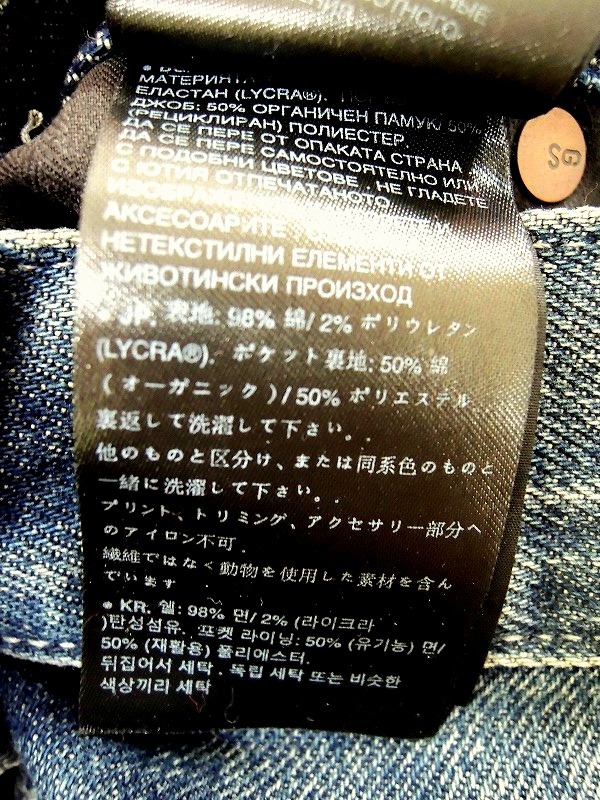 ОТНОГО
• BG.
МАТЕРИЯТА
ЕЛАСТАН (LYCRA®).
ДЖОБ: 50% ОРГАНИЧЕН ПАМУК/ 50%
(РЕЦИКЛИРАН) ПОЛИЕСТЕР.
ДА СЕ ПЕРЕ ОТ ОПАКАТА СТРАНА.
ДА СЕ ПЕРЕ САМОСТОЯТЕЛНО ИЛИ
С ПОДОБНИ ЦВЕТОВЕ. НЕ ГЛАДЕТЕ
С ЮТИЯ ОТПЕЧАТАНОТО
АКСЕСОАРИТЕ
НЕТЕКСТИЛНИ ЕЛЕМЕНТИ ОТ
ЖИВОТИНСКИ ПРОИЗХОД
• JP. 表地: 98% 綿/ 2% ポリウレタン
(LYCRA®). ポケット裏地: 50% 綿
(オーガニック)/ 50% ポリエステル
裏返して洗濯して下さい。.
他のものと区分け、または同系色のものと
一緒に洗濯して下さい。.
プリント、トリミング、アクセサリー部分へ
のアイロン不可.
繊維ではなく動物を使用した素材を含ん
でいます
• KR. 쉘: 98% 면/ 2% (라이크라
)탄성섬유. 포켓 라이닝: 50% (유기농) 면/
50% (재활용) 폴리에스터.
뒤집어서 세탁. 독립 세탁 또는 비슷한
색상끼리 세탁
GS